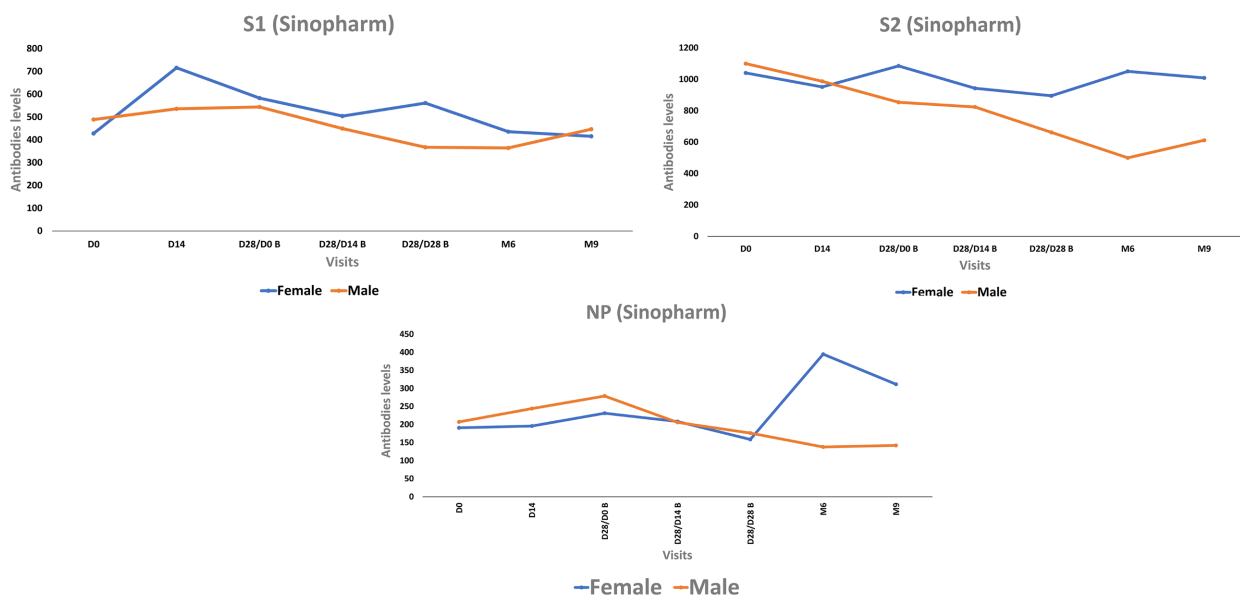 S1 (Sinopharm)
800
700
600
500
400
300
200
100
0
Antibodies levels
D0 D14 D28/D0 B D28/D14 B D28/D28 B M6 M9
Visits
Female Male
S2 (Sinopharm)
1200
1000
800
600
400
200
0
Antibodies levels
D0 D14 D28/D0 B D28/D14 B D28/D28 B M6 M9
Visits
Female Male
NP (Sinopharm)
450
400
350
300
250
200
150
100
50
0
Antibodies levels
D0 D14 D28/D0 B D28/D14 B D28/D28 B M6 M9
Visits
Female Male